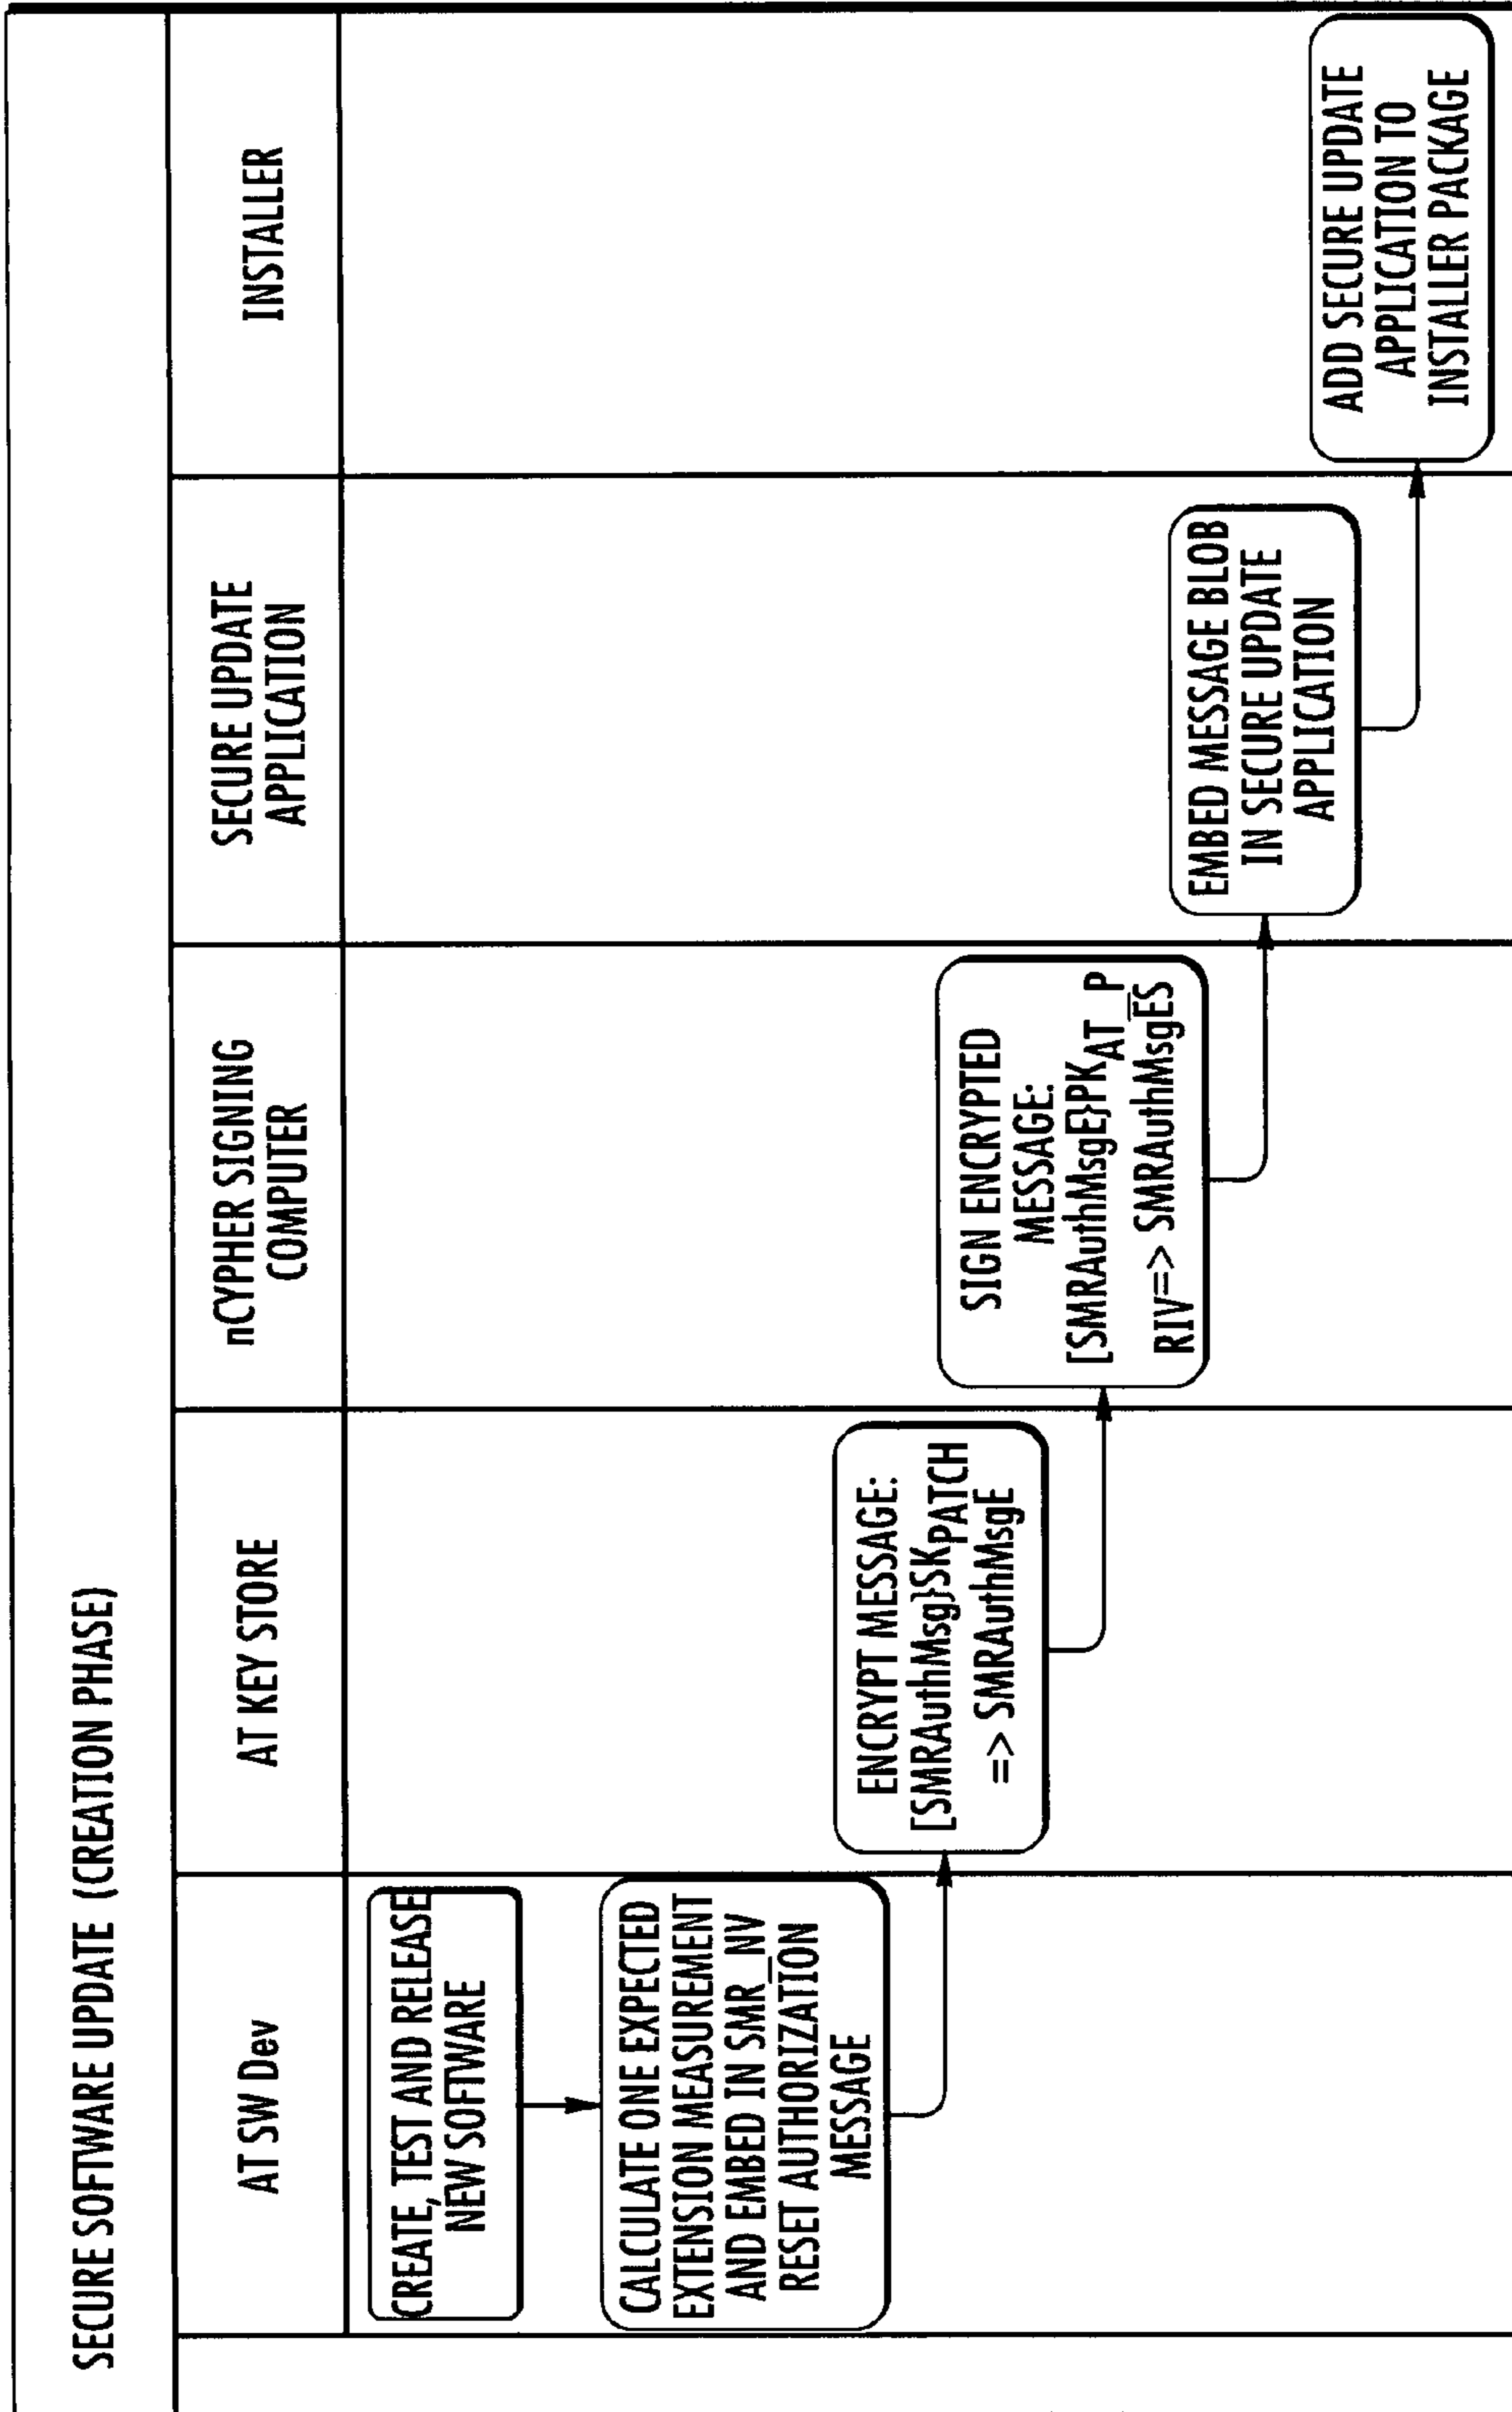 SECURE SOFTWARE UPDATE (CREATION PHASE)
AT SW Dev
AT KEY STORE
nCYPHER SIGNING
COMPUTER
SECURE UPDATE
APPLICATION
INSTALLER
CREATE, TEST AND RELEASE
NEW SOFTWARE
CALCULATE ONE EXPECTED
EXTENSION MEASUREMENT
AND EMBED IN SMR_NV
RESET AUTHORIZATION
MESSAGE
ENCRYPT MESSAGE:
[SMRAuthMsg}SKPATCH
=> SMRAuthMsgE
SIGN ENCRYPTED
MESSAGE:
[SMRAuthMsgE}PKAT_P
RIV=> SMRAuthMsgES
EMBED MESSAGE BLOB
IN SECURE UPDATE
APPLICATION
ADD SECURE UPDATE
APPLICATION TO
INSTALLER PACKAGE